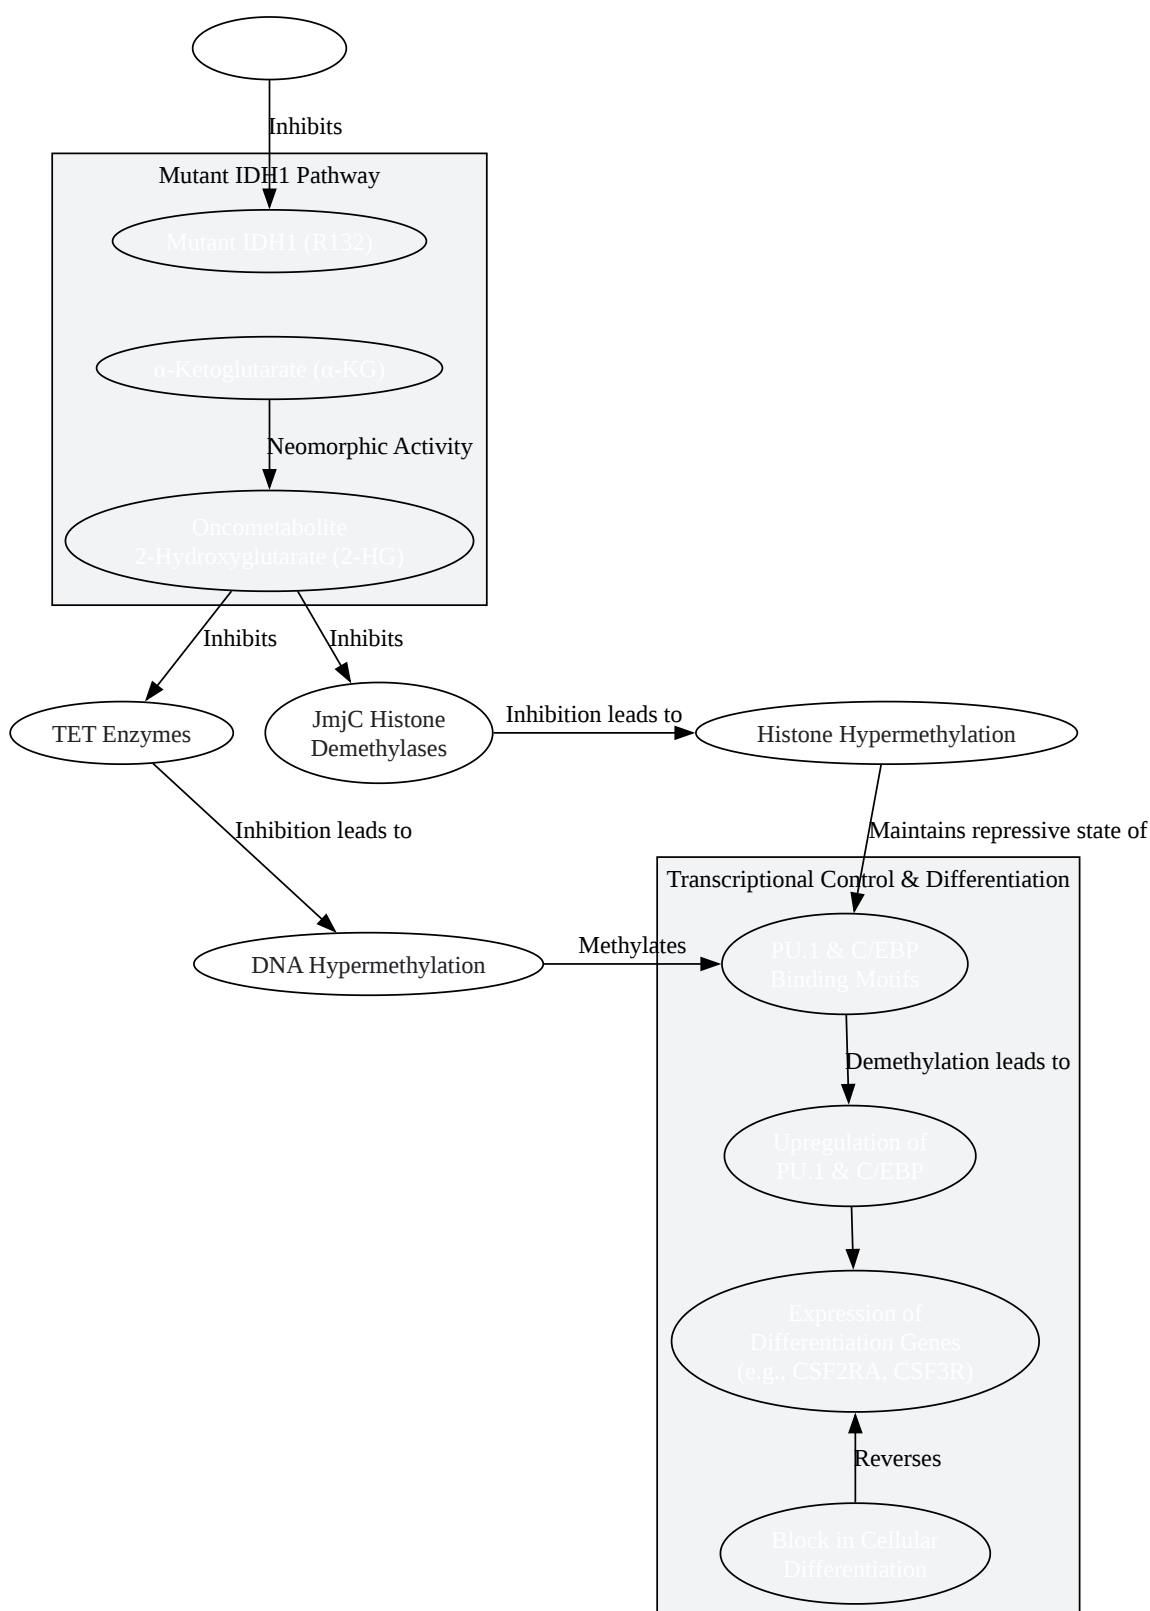 Inhibits
Mutant IDH1 Pathway
Mutant IDH1 (R132)
α-Ketoglutarate (α-KG)
Neomorphic Activity
Oncometabolite
2-Hydroxyglutarate (2-HG)
Inhibits
Inhibits
TET Enzymes
JmjC Histone
Demethylases
Inhibition leads to
Histone Hypermethylation
Inhibition leads to
Maintains repressive state of
Transcriptional Control & Differentiation
DNA Hypermethylation
Methylates
PU.1 & C/EBP
Binding Motifs
Demethylation leads to
Upregulation of
PU.1 & C/EBP
Expression of
Differentiation Genes
(e.g., CSF2RA, CSF3R)
Reverses
Block in Cellular
Differentiation